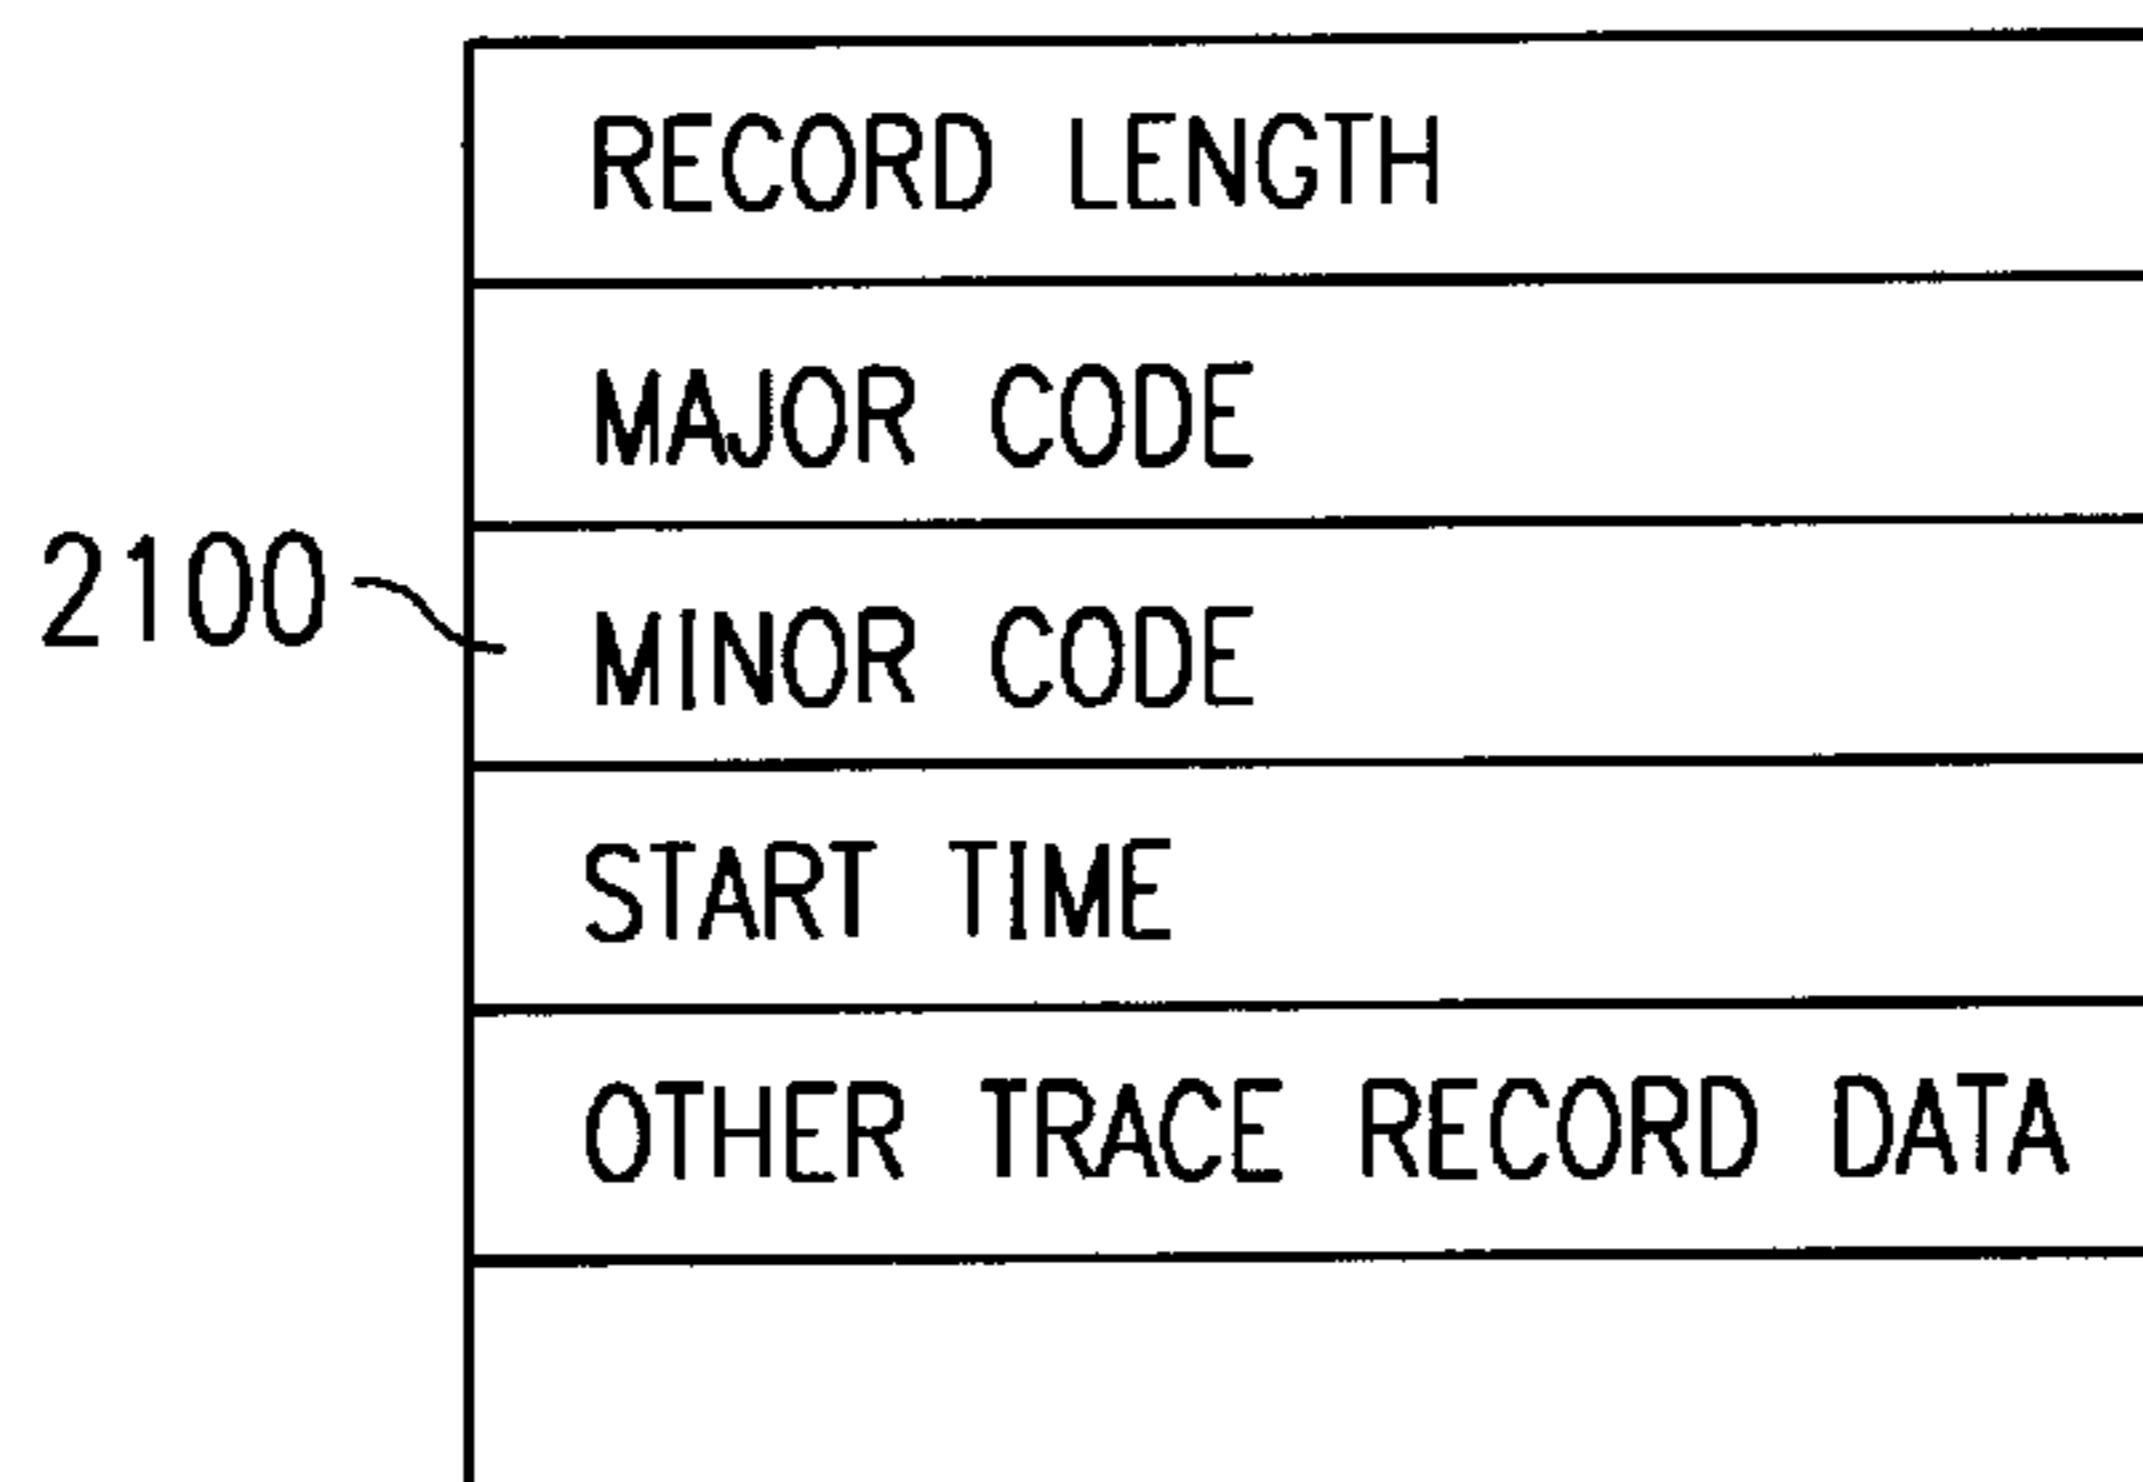 RECORD LENGTH
MAJOR CODE
2100
MINOR CODE
START TIME
OTHER TRACE RECORD DATA